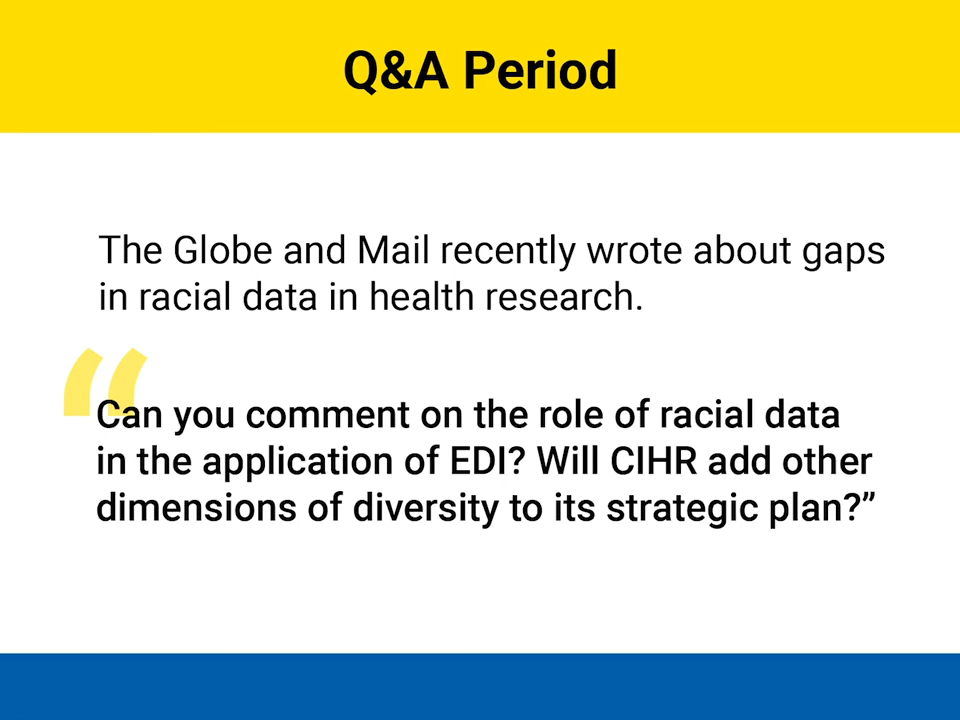 Q&A Period
The Globe and Mail recently wrote about gaps
in racial data in health research.
“Can you comment on the role of racial data
in the application of EDI? Will CIHR add other
dimensions of diversity to its strategic plan?”